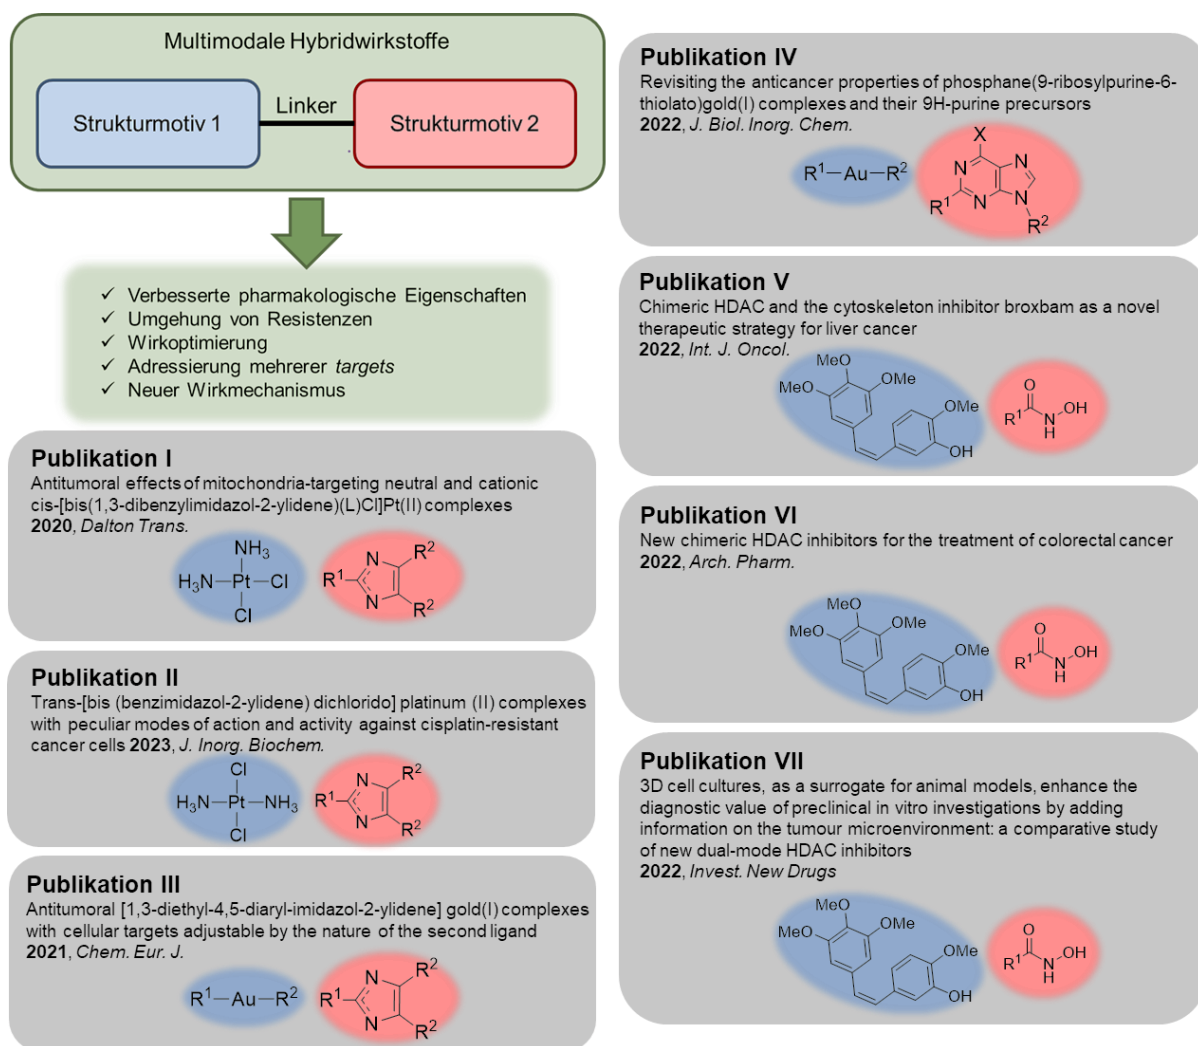 Multimodale Hybridwirkstoffe
Strukturmotiv 1
Linker
Strukturmotiv 2
✓ Verbesserte pharmakologische Eigenschaften
✓ Umgehung von Resistenzen
✓ Wirkoptimierung
✓ Adressierung mehrerer targets
✓ Neuer Wirkmechanismus
Publikation I
Antitumoral effects of mitochondria-targeting neutral and cationic
cis-[bis(1,3-dibenzylimidazol-2-ylidene)(L)Cl]Pt(II) complexes
2020, Dalton Trans.
NH3
H3N—Pt—Cl
Cl
R1
N
N
R2
R2
Publikation II
Trans-[bis (benzimidazol-2-ylidene) dichlorido] platinum (II) complexes
with peculiar modes of action and activity against cisplatin-resistant
cancer cells 2023, J. Inorg. Biochem.
Cl
H3N—Pt—NH3
Cl
R1
N
N
R2
R2
Publikation III
Antitumoral [1,3-diethyl-4,5-diaryl-imidazol-2-ylidene] gold(I) complexes
with cellular targets adjustable by the nature of the second ligand
2021, Chem. Eur. J.
R1—Au—R2
R1
N
N
R2
R2
Publikation IV
Revisiting the anticancer properties of phosphane(9-ribosylpurine-6-
thiolato)gold(I) complexes and their 9H-purine precursors
2022, J. Biol. Inorg. Chem.
R1—Au—R2
X
N
N
R1
N
N
R2
Publikation V
Chimeric HDAC and the cytoskeleton inhibitor broxbam as a novel
therapeutic strategy for liver cancer
2022, Int. J. Oncol.
MeO
MeO
OMe
OMe
OH
O
R1
N
H
OH
Publikation VI
New chimeric HDAC inhibitors for the treatment of colorectal cancer
2022, Arch. Pharm.
MeO
MeO
OMe
OMe
OH
O
R1
N
H
OH
Publikation VII
3D cell cultures, as a surrogate for animal models, enhance the
diagnostic value of preclinical in vitro investigations by adding
information on the tumour microenvironment: a comparative study
of new dual-mode HDAC inhibitors
2022, Invest. New Drugs
MeO
MeO
OMe
OMe
OH
O
R1
N
H
OH